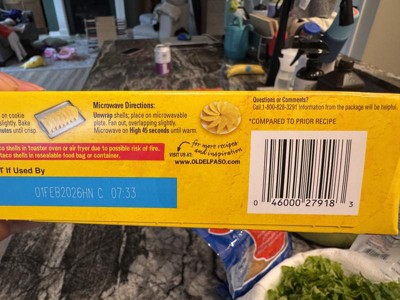 on cookie
slightly. Bake
nutes until crisp.
Microwave Directions:
Unwrap shells; place on microwavable
plate. Fan out, overlapping slightly.
Microwave on High 45 seconds until warm.
co shells in toaster oven or air fryer due to possible risk of fire.
taco shells in resealable food bag or container.
for more recipes
and inspiration
VISIT US AT:
WWW.OLDELPASO.COM
Questions or Comments?
Call 1-800-828-3291 Information from the package will be helpful.
*COMPARED TO PRIOR RECIPE
T If Used By
01FEB2026HN C 07:33
0 46000 27918 3